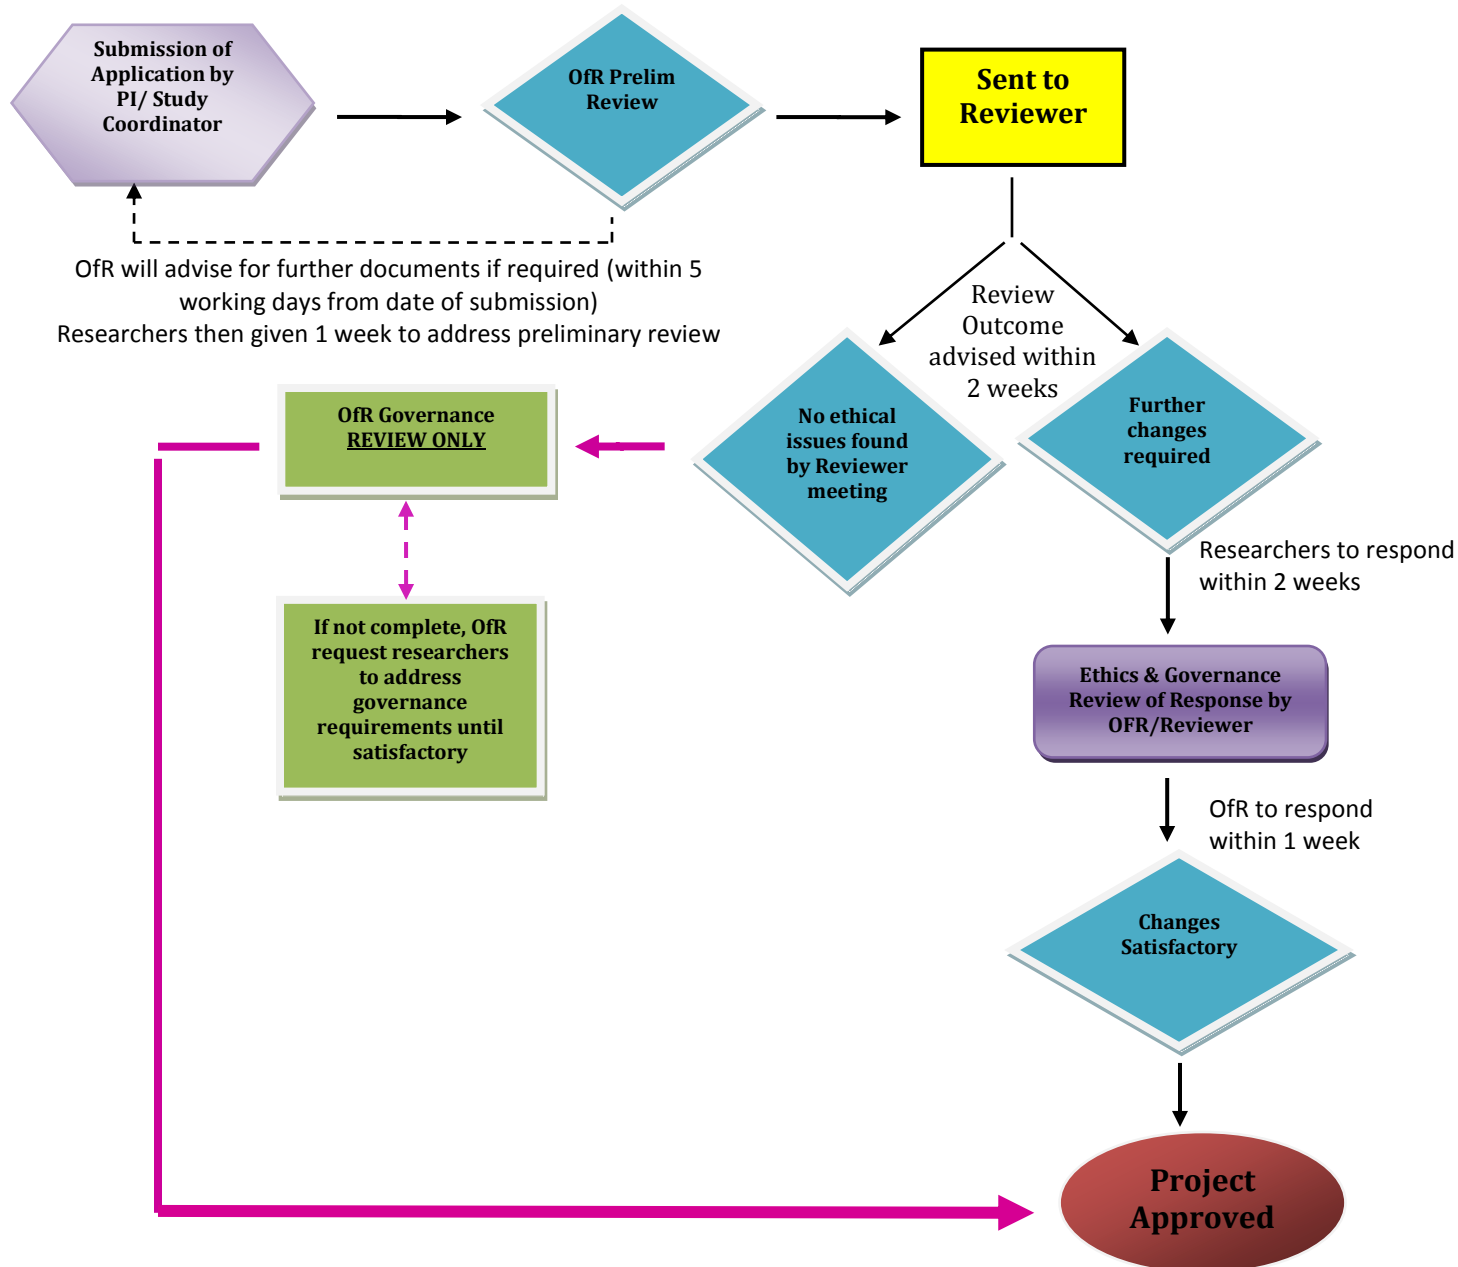 Submission of
Application by
PI/ Study
Coordinator
OfR Prelim
Review
Sent to
Reviewer
OfR will advise for further documents if required (within 5
working days from date of submission)
Researchers then given 1 week to address preliminary review
Review
Outcome
advised within
2 weeks
No ethical
issues found
by Reviewer
meeting
Further
changes
required
OfR Governance
REVIEW ONLY
If not complete, OfR
request researchers
to address
governance
requirements until
satisfactory
Researchers to respond
within 2 weeks
Ethics & Governance
Review of Response by
OFR/Reviewer
OfR to respond
within 1 week
Changes
Satisfactory
Project
Approved